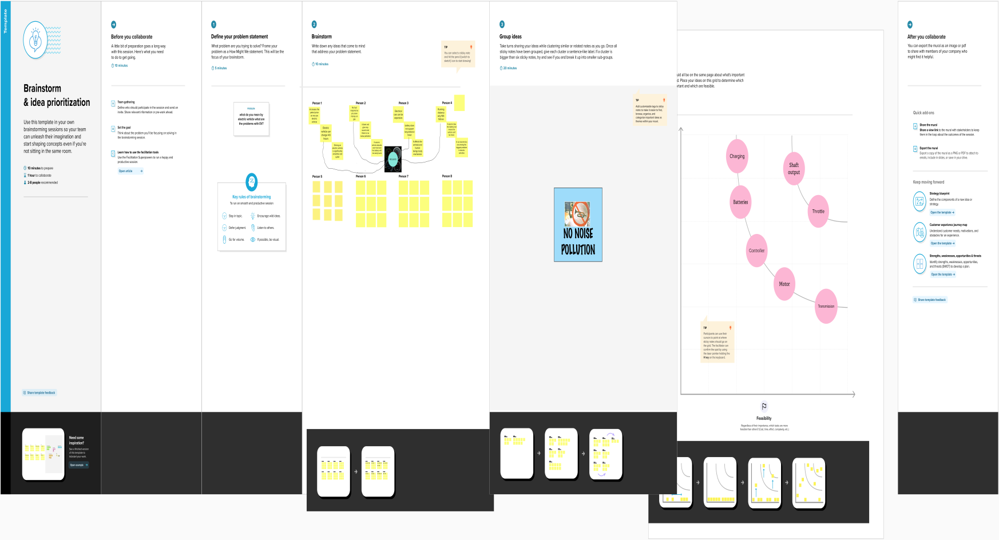 Template
Brainstorm
& idea prioritization
Use this template in your own
brainstorming sessions so your team
can unleash their imagination and
start shaping concepts even if you're
not sitting in the same room.
10 minutes to prepare
1 hour to collaborate
2-8 people recommended
Share template feedback
Need some
inspiration?
See a finished version
of this template to
kickstart your work.
Open example
Before you collaborate
A little bit of preparation goes a long way
with this session. Here's what you need
to do to get going.
10 minutes
A
Team gathering
Define who should participate in the session and send an
invite. Share relevant information or pre-work ahead.
B
Set the goal
Think about the problem you'll be focusing on solving in
the brainstorming session.
C
Learn how to use the facilitation tools
Use the Facilitation Superpowers to run a happy and
productive session.
Open article
1
Define your problem statement
What problem are you trying to solve? Frame your
problem as a How Might We statement. This will be the
focus of your brainstorm.
5 minutes
PROBLEM
what do you mean by
electric vehicle what are
the problems with EV?
Key rules of brainstorming
To run an smooth and productive session
Stay in topic.
Encourage wild ideas.
Defer judgment.
Listen to others.
Go for volume.
If possible, be visual.
2
Brainstorm
Write down any ideas that come to mind
that address your problem statement.
10 minutes
TIP
You can select a sticky note
and hit the pencil [switch to
sketch] icon to start drawing!
Person 1
Person 2
Person 3
Person 4
Electrical
cars can be
expensive
Running
distance
Electric
vehicle can
charge 4-6
hours
Driving an
electric vehicle
is significantly
smoother and
quiter
Person 5
Person 6
Person 7
Person 8
3
Group ideas
Take turns sharing your ideas while clustering similar or related notes as you go. Once all
sticky notes have been grouped, give each cluster a sentence-like label. If a cluster is
bigger than six sticky notes, try and see if you and break it up into smaller sub-groups.
20 minutes
TIP
Add customizable tags to sticky
notes to make it easier to find,
browse, organize, and
categorize important ideas as
themes within your mural.
NO NOISE
POLLUTION
uld all be on the same page about what's important
d. Place your ideas on this grid to determine which
rtant and which are feasible.
Charging
Shaft
output
Batteries
Throttle
Controller
Motor
Transmission
TIP
Participants can use their
cursors to point at where
sticky notes should go on
the grid. The facilitator can
confirm the spot by using
the laser pointer holding the
H key on the keyboard.
Feasibility
Regardless of their importance, which tasks are more
feasible than others? (Cost, time, effort, complexity, etc.)
After you collaborate
You can export the mural as an image or pdf
to share with members of your company who
might find it helpful.
Quick add-ons
A
Share the mural
Share a view link to the mural with stakeholders to keep
them in the loop about the outcomes of the session.
B
Export the mural
Export a copy of the mural as a PNG or PDF to attach to
emails, include in slides, or save in your drive.
Keep moving forward
Strategy blueprint
Define the components of a new idea or
strategy.
Open the template
Customer experience journey map
Understand customer needs, motivations, and
obstacles for an experience.
Open the template
Strengths, weaknesses, opportunities & threats
Identify strengths, weaknesses, opportunities,
and threats (SWOT) to develop a plan.
Open the template
Share template feedback